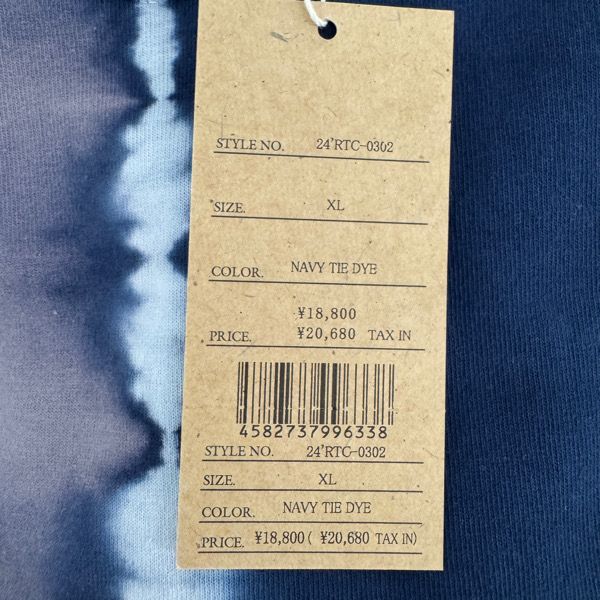 STYLE NO. 24'RTC-0302
SIZE. XL
COLOR. NAVY TIE DYE
¥18,800
PRICE. ¥20,680 TAX IN
4582737996338
STYLE NO. 24'RTC-0302
SIZE. XL
COLOR. NAVY TIE DYE
PRICE. ¥18,800 ( ¥20,680 TAX IN)